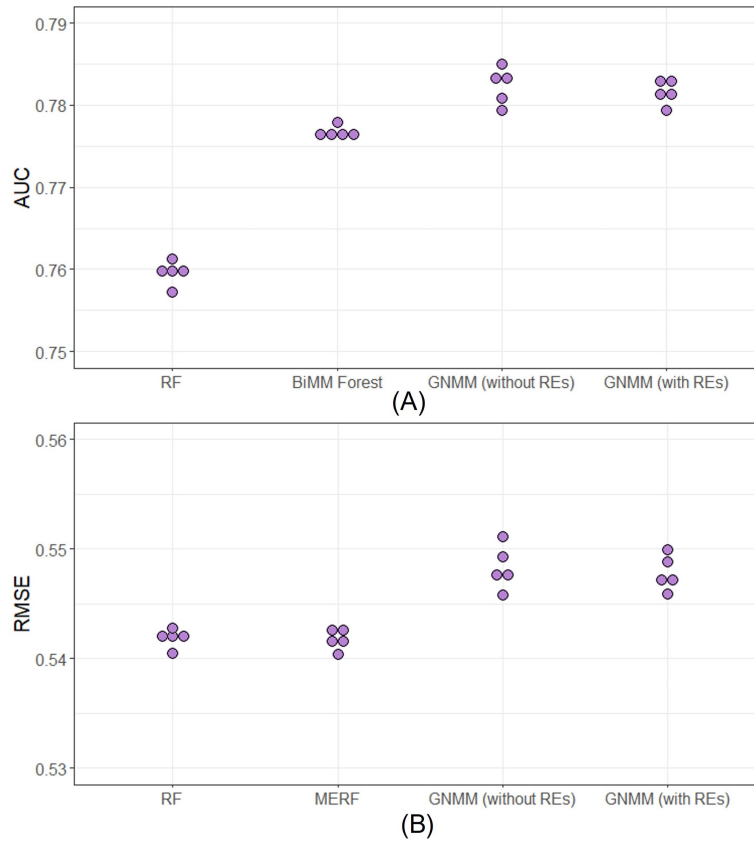 0.79
0.78
0.77
0.76
0.75
AUC
RF
BiMM Forest
GNMM (without REs)
GNMM (with REs)
(A)
0.56
0.55
0.54
0.53
RMSE
RF
MERF
GNMM (without REs)
GNMM (with REs)
(B)